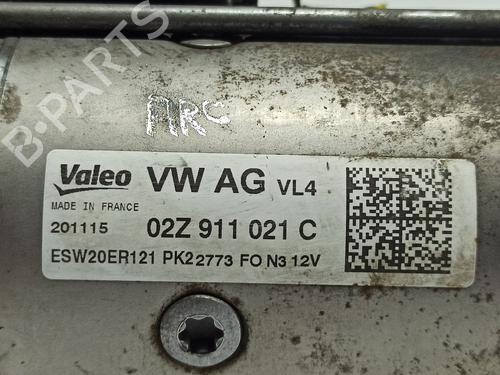 ARC
Valeo VW AG VL4
MADE IN FRANCE
201115 02Z 911 021 C
ESW20ER121 PK22773 FO N3 12V
B-PARTS